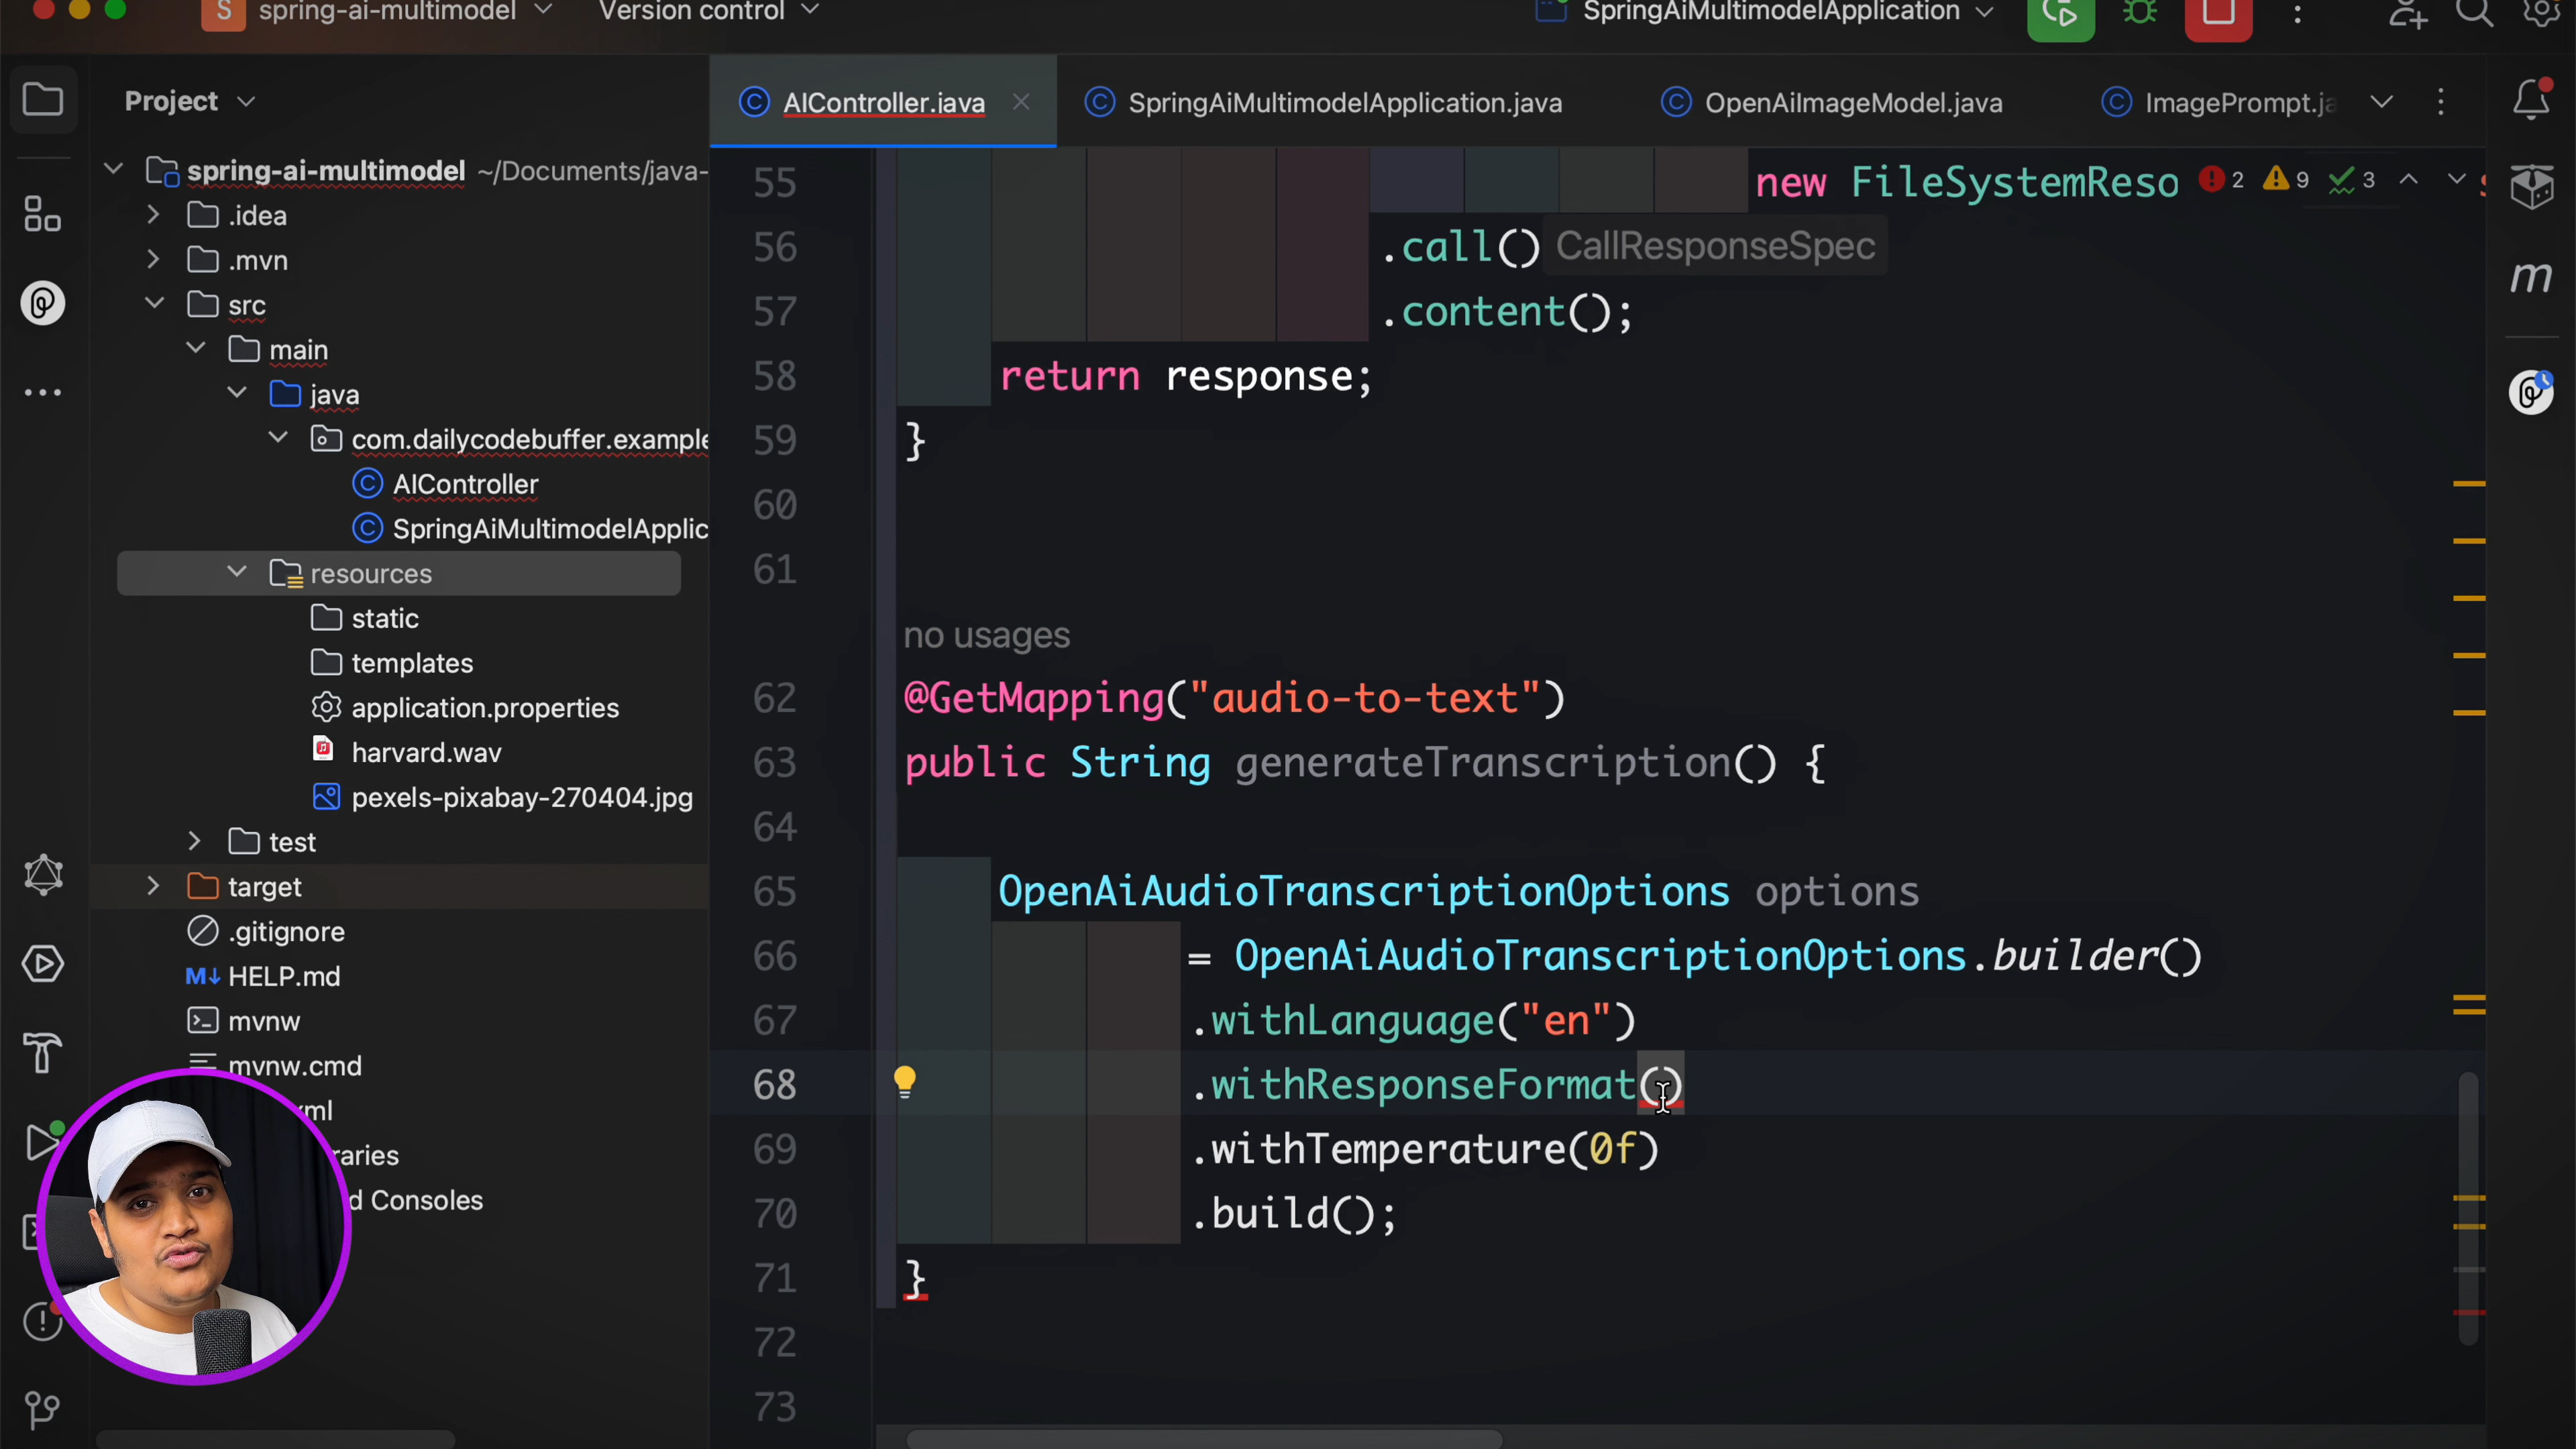 S spring-ai-multimodel Version control SpringAiMultimodelApplication
Project
AIController.java SpringAiMultimodelApplication.java OpenAiImageModel.java ImagePrompt.ja
spring-ai-multimodel ~/Documents/java-
.idea
.mvn
src
main
java
com.dailycodebuffer.example
AIController
SpringAiMultimodelApplic
resources
static
templates
application.properties
harvard.wav
pexels-pixabay-270404.jpg
test
target
.gitignore
M↓ HELP.md
mvnw
mvnw.cmd
ml
raries
d Consoles
55 new FileSystemReso 2 9 3
56 .call() CallResponseSpec
57 .content();
58 return response;
59 }
60
61
no usages
62 @GetMapping("audio-to-text")
63 public String generateTranscription() {
64
65 OpenAiAudioTranscriptionOptions options
66 = OpenAiAudioTranscriptionOptions.builder()
67 .withLanguage("en")
68 .withResponseFormat()
69 .withTemperature(0f)
70 .build();
71 }
72
73
m